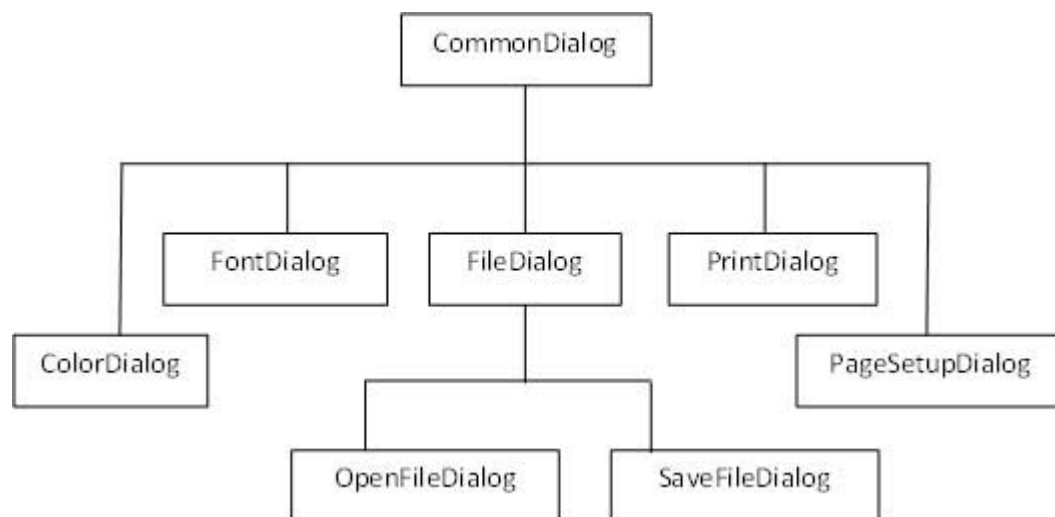 CommonDialog
FontDialog
FileDialog
PrintDialog
ColorDialog
PageSetupDialog
OpenFileDialog
SaveFileDialog